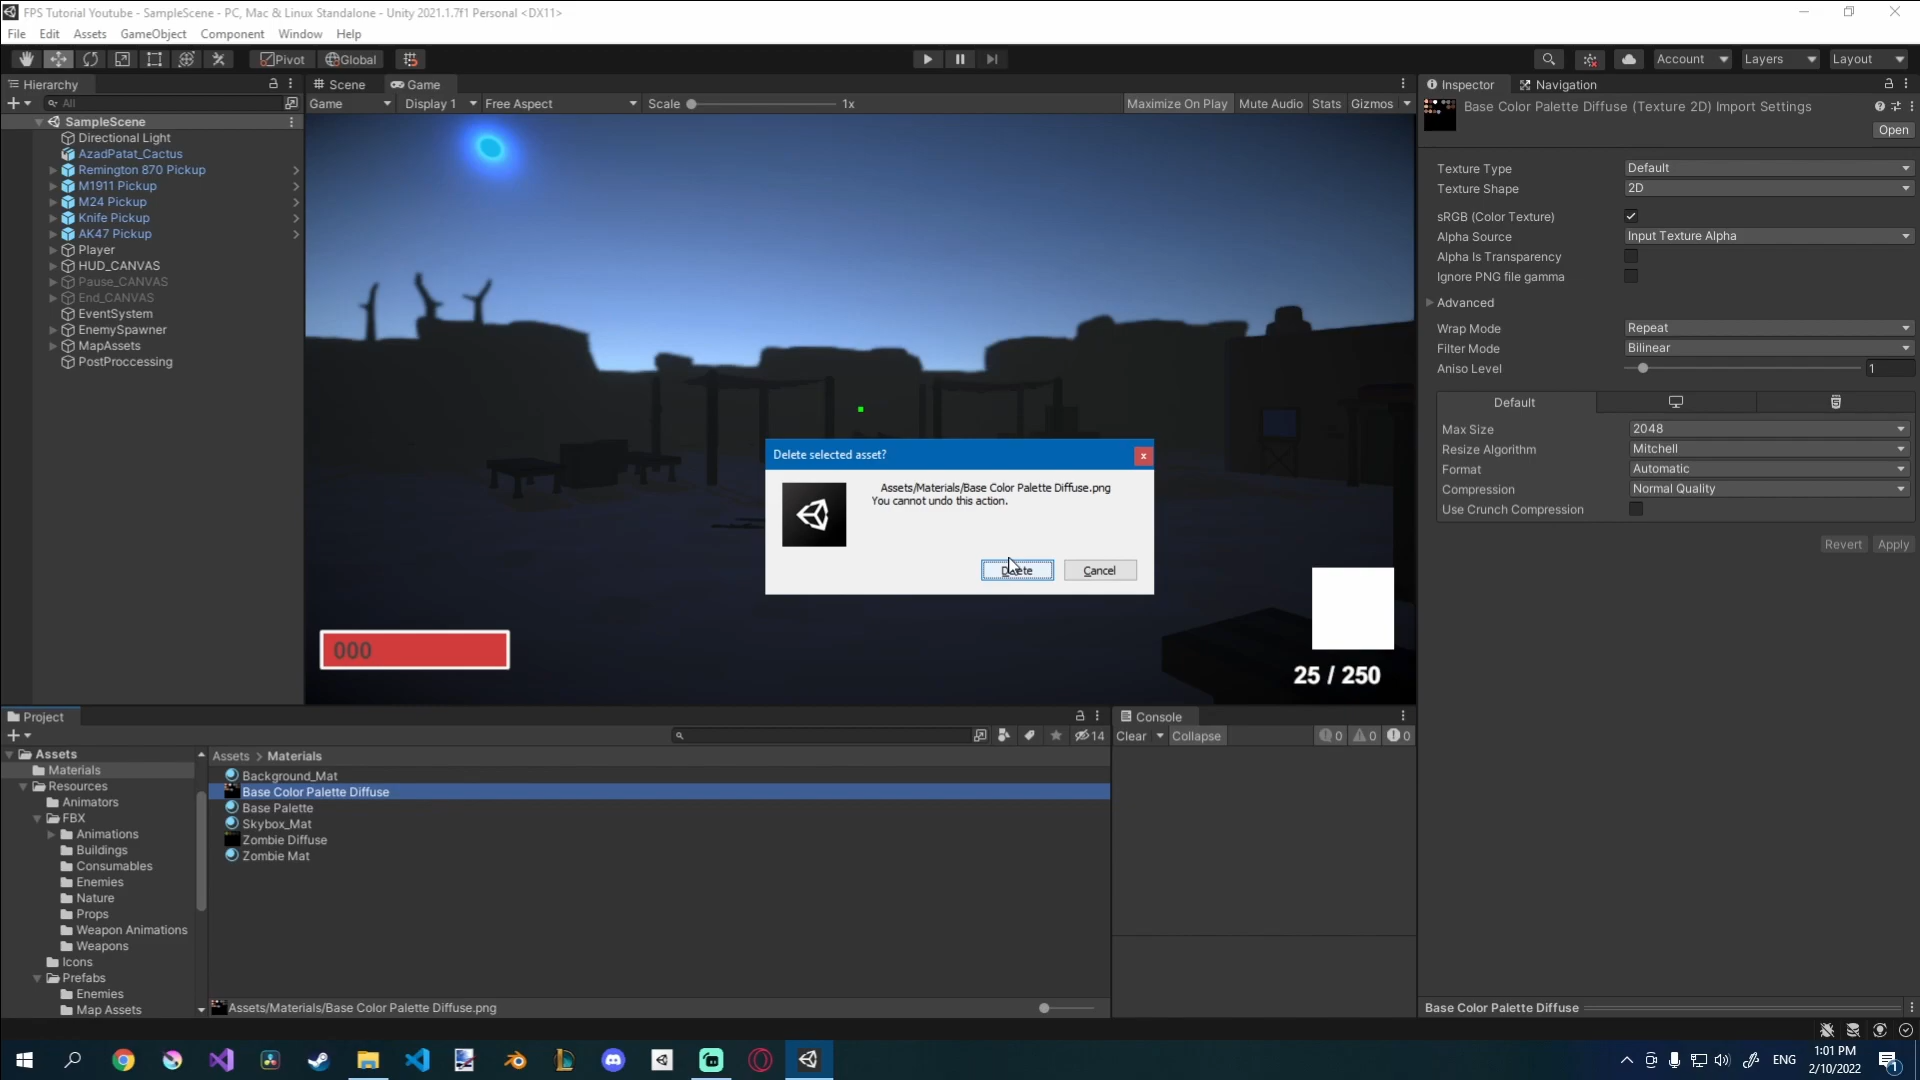 FPS Tutorial Youtube - SampleScene - PC, Mac & Linux Standalone - Unity 2021.1.7f1 Personal <DX11>
File Edit Assets GameObject Component Window Help
Pivot Global Account Layers Layout
Hierarchy
All
SampleScene
Directional Light
AzadPatat_Cactus
Remington 870 Pickup
M1911 Pickup
M24 Pickup
Knife Pickup
AK47 Pickup
Player
HUD_CANVAS
Pause_CANVAS
End_CANVAS
EventSystem
EnemySpawner
MapAssets
PostProccessing
Scene Game
Game Display 1 Free Aspect Scale 1x Maximize On Play Mute Audio Stats Gizmos
Delete selected asset?
Assets/Materials/Base Color Palette Diffuse.png
You cannot undo this action.
Delete Cancel
000
25 / 250
Inspector Navigation
Base Color Palette Diffuse (Texture 2D) Import Settings
Open
Texture Type Default
Texture Shape 2D
sRGB (Color Texture)
Alpha Source Input Texture Alpha
Alpha Is Transparency
Ignore PNG file gamma
Advanced
Wrap Mode Repeat
Filter Mode Bilinear
Aniso Level 1
Default
Max Size 2048
Resize Algorithm Mitchell
Format Automatic
Compression Normal Quality
Use Crunch Compression
Revert Apply
Project
14
Assets
Materials
Resources
Animators
FBX
Animations
Buildings
Consumables
Enemies
Nature
Props
Weapon Animations
Weapons
Icons
Prefabs
Enemies
Map Assets
Assets > Materials
Background_Mat
Base Color Palette Diffuse
Base Palette
Skybox_Mat
Zombie Diffuse
Zombie Mat
Assets/Materials/Base Color Palette Diffuse.png
Console
Clear Collapse 0 0 0
Base Color Palette Diffuse
ENG
1:01 PM
2/10/2022
1